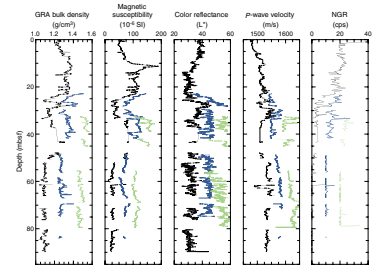 GRA bulk density
(g/cm³)
1.0 1.2 1.4 1.6
Magnetic
susceptibility
(10⁻⁶ SI)
0 100 200
Color reflectance
(L*)
20 40 60
p-wave velocity
(m/s)
1500 1600
NGR
(cps)
0 20 40
Depth (mbsf)
0
20
40
60
80